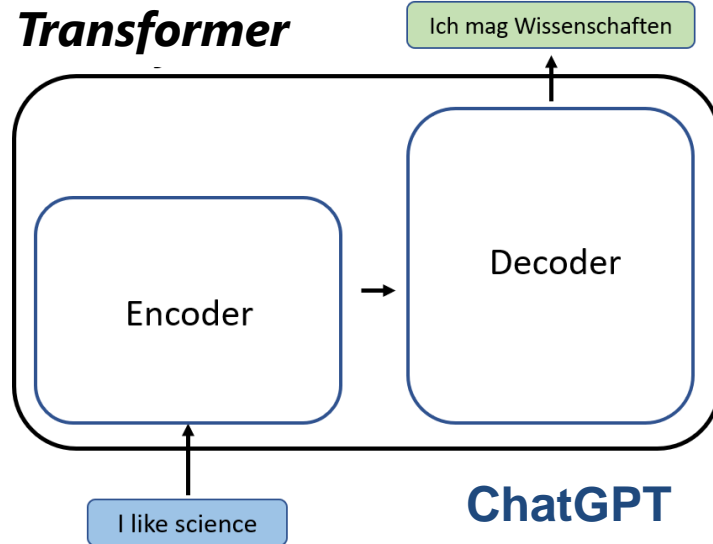 Transformer
Ich mag Wissenschaften
Decoder
Encoder
I like science
ChatGPT